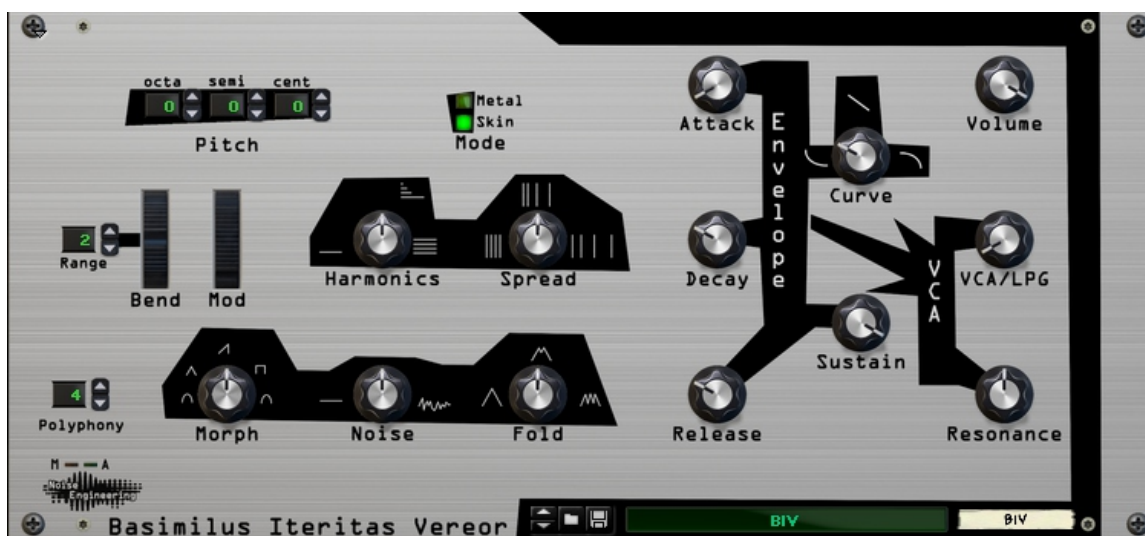 octa semi cent
0 0 0
Pitch
Metal
Skin
Mode
Attack
Envelope
Curve
Volume
2
Range
Bend
Mod
Harmonics
Spread
Decay
VCA
VCA/LPG
Sustain
4
Polyphony
Morph
Noise
Fold
Release
Resonance
M A
Noise
Engineering
Basimilus Iteritas Vereor
BIV
BIV